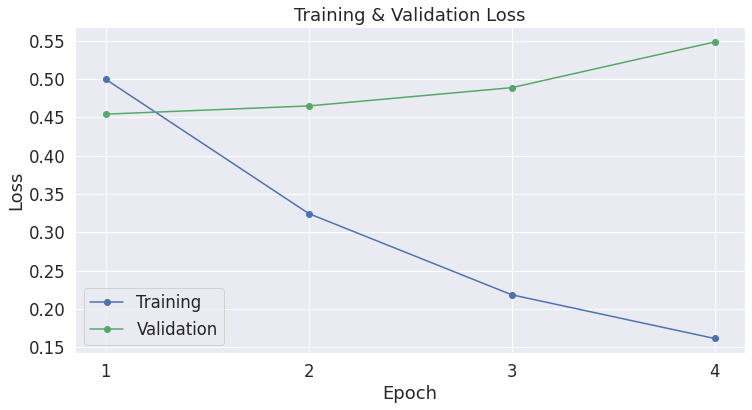 Training & Validation Loss
0.55
0.50
0.45
0.40
0.35
0.30
0.25
0.20
0.15
Loss
Training
Validation
1 2 3 4
Epoch